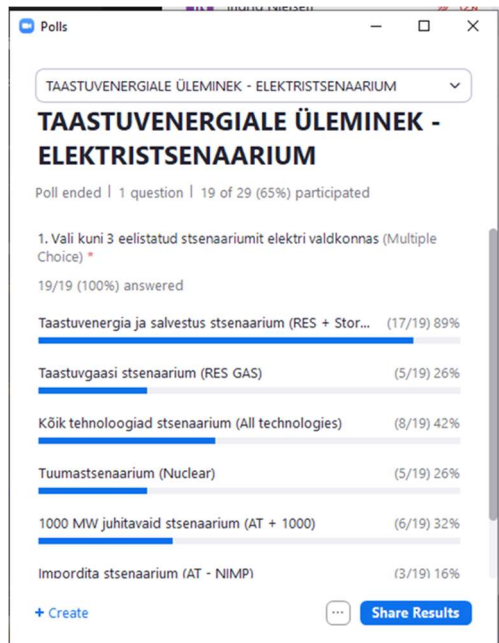 Polls
TAASTUVENERGIALE ÜLEMINEK - ELEKTRISTSENAARIUM
TAASTUVENERGIALE ÜLEMINEK -
ELEKTRISTSENAARIUM
Poll ended | 1 question | 19 of 29 (65%) participated
1. Vali kuni 3 eelistatud stsenaariumit elektri valdkonnas (Multiple
Choice) *
19/19 (100%) answered
Taastuvenergia ja salvestus stsenaarium (RES + Stor... (17/19) 89%
Taastuvgaasi stsenaarium (RES GAS) (5/19) 26%
Kõik tehnoloogiad stsenaarium (All technologies) (8/19) 42%
Tuumastsenaarium (Nuclear) (5/19) 26%
1000 MW juhitavaid stsenaarium (AT + 1000) (6/19) 32%
Impordita stsenaarium (AT - NIMP) (3/19) 16%
+ Create
... Share Results